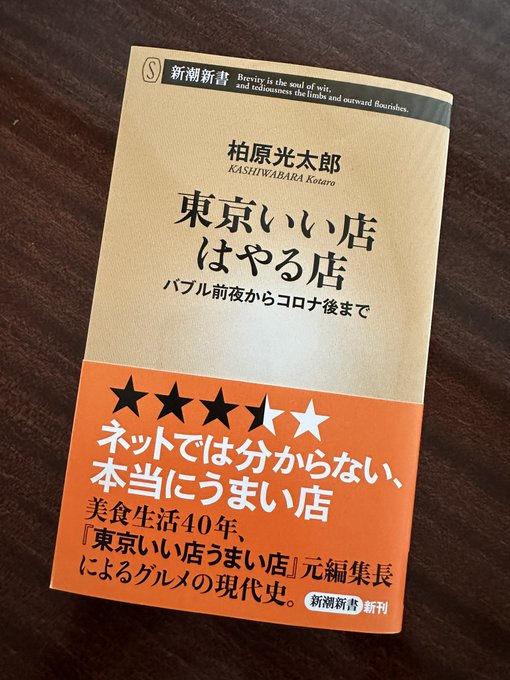 新潮新書
Brevity is the soul of wit,
and tediousness the limbs and outward flourishes.
柏原光太郎
KASHIWABARA Kotaro
東京いい店
はやる店
バブル前夜からコロナ後まで
ネットでは分からない、
本当にうまい店
美食生活40年、
『東京いい店うまい店』元編集長
によるグルメの現代史。
新潮新書 新刊